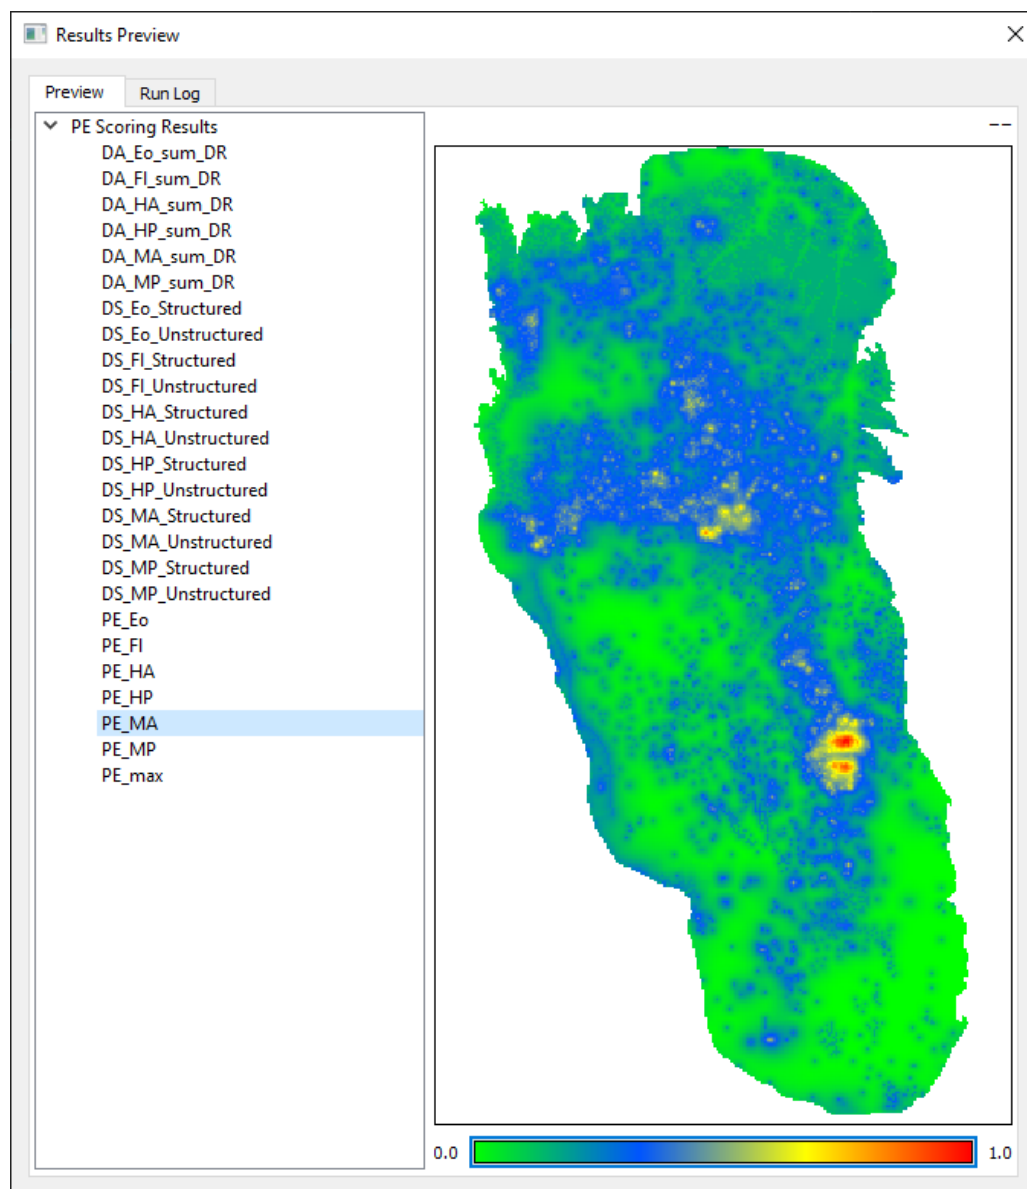 Results Preview
Preview
Run Log
PE Scoring Results
--
DA_Eo_sum_DR
DA_FI_sum_DR
DA_HA_sum_DR
DA_HP_sum_DR
DA_MA_sum_DR
DA_MP_sum_DR
DS_Eo_Structured
DS_Eo_Unstructured
DS_FI_Structured
DS_FI_Unstructured
DS_HA_Structured
DS_HA_Unstructured
DS_HP_Structured
DS_HP_Unstructured
DS_MA_Structured
DS_MA_Unstructured
DS_MP_Structured
DS_MP_Unstructured
PE_Eo
PE_FI
PE_HA
PE_HP
PE_MA
PE_MP
PE_max
0.0
1.0